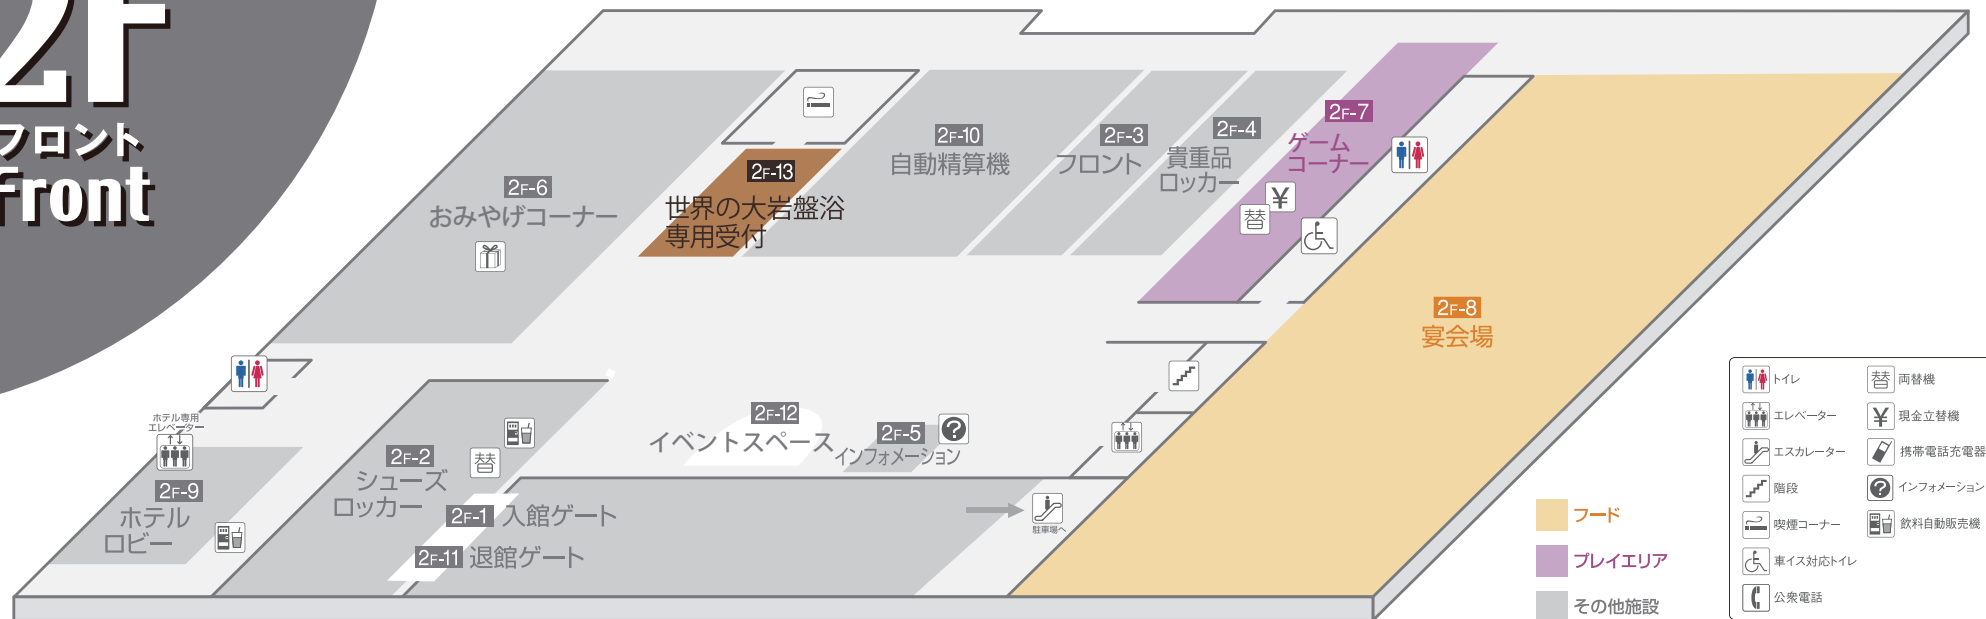 2F
フロント
Front
2F-6
おみやげコーナー
2F-13
世界の大岩盤浴
専用受付
2F-10
自動精算機
2F-3
フロント
2F-4
貴重品
ロッカー
2F-7
ゲーム
コーナー
¥
替
2F-8
宴会場
ホテル専用
エレベーター
2F-9
ホテル
ロビー
2F-2
シューズ
ロッカー
替
2F-12
イベントスペース
2F-5
インフォメーション
?
2F-1 入館ゲート
2F-11 退館ゲート
駐車場へ
フード
プレイエリア
その他施設
トイレ
エレベーター
エスカレーター
階段
喫煙コーナー
車イス対応トイレ
公衆電話
替 両替機
¥ 現金立替機
携帯電話充電器
? インフォメーション
飲料自動販売機